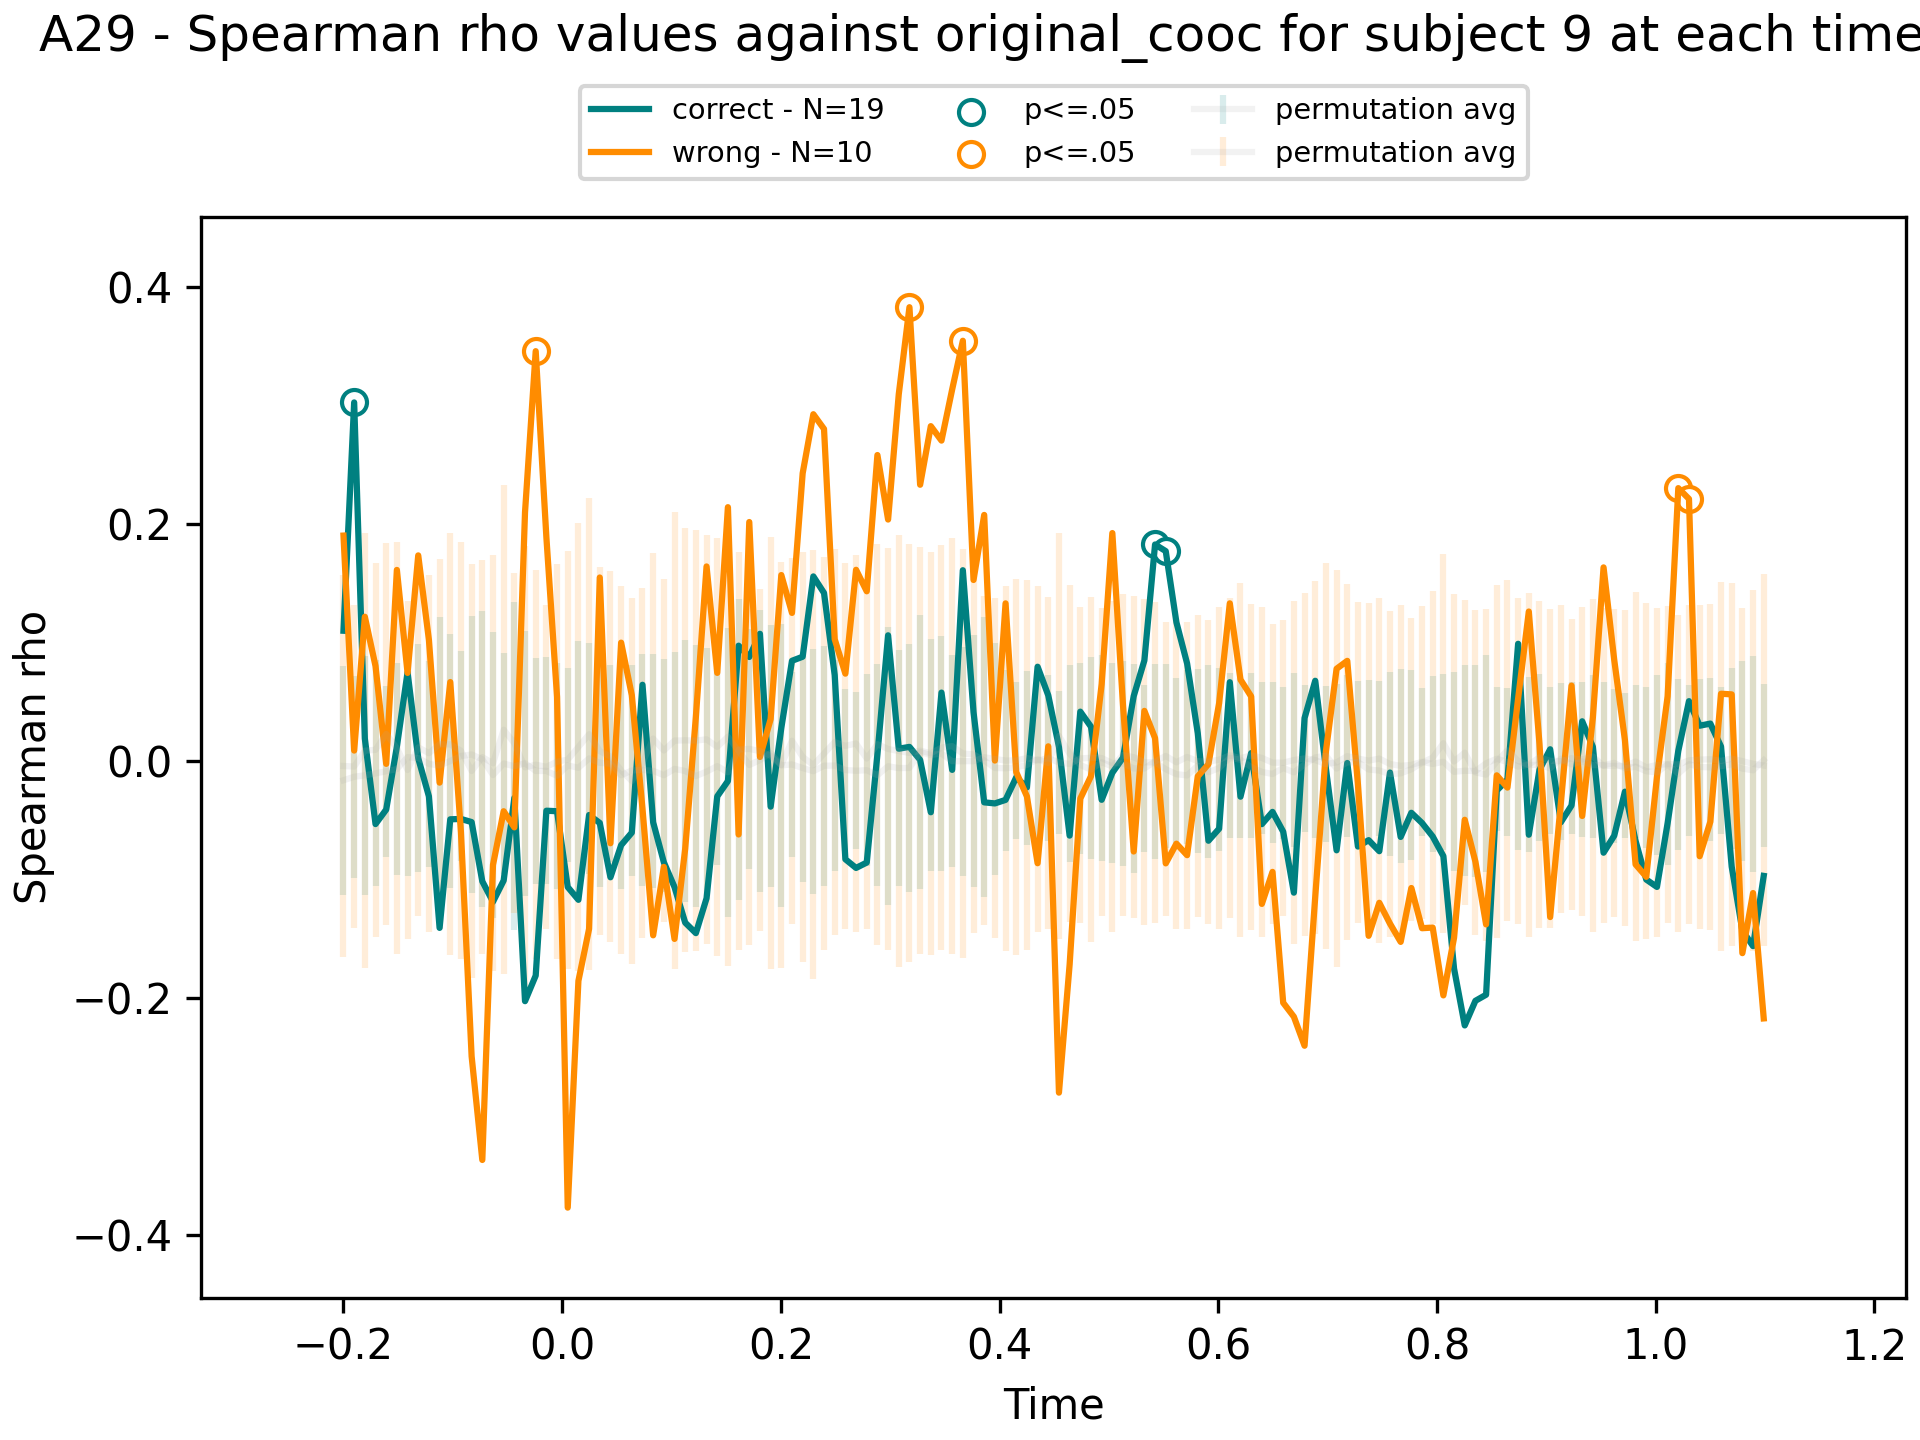 A29 - Spearman rho values against original_cooc for subject 9 at each time
correct - N=19
wrong - N=10
p<=.05
p<=.05
permutation avg
permutation avg
Spearman rho
0.4
0.2
0.0
−0.2
−0.4
−0.2 0.0 0.2 0.4 0.6 0.8 1.0 1.2
Time